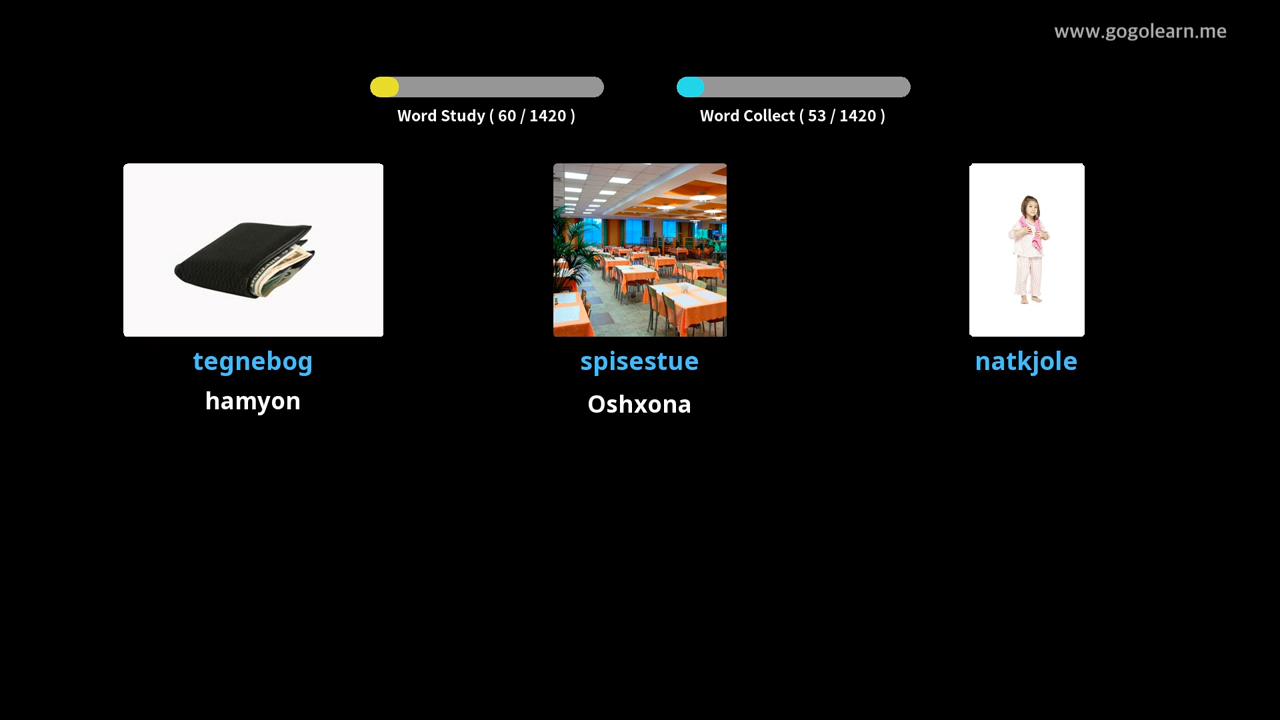 www.gogolearn.me
Word Study ( 60 / 1420 )
Word Collect ( 53 / 1420 )
tegnebog
hamyon
spisestue
Oshxona
natkjole